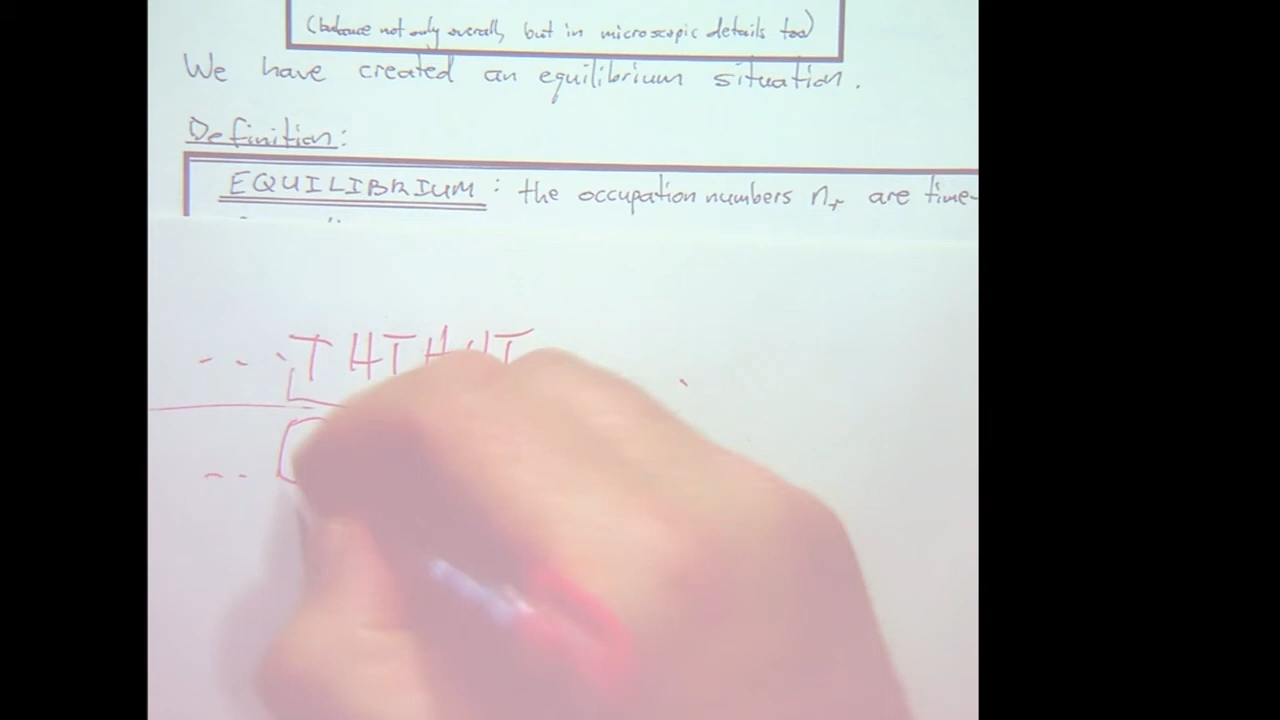 (balance not only overall, but in microscopic details too)
We have created an equilibrium situation.
Definition:
EQUILIBRIUM: the occupation numbers nᵣ are time-
- - · T H T H H T
- -